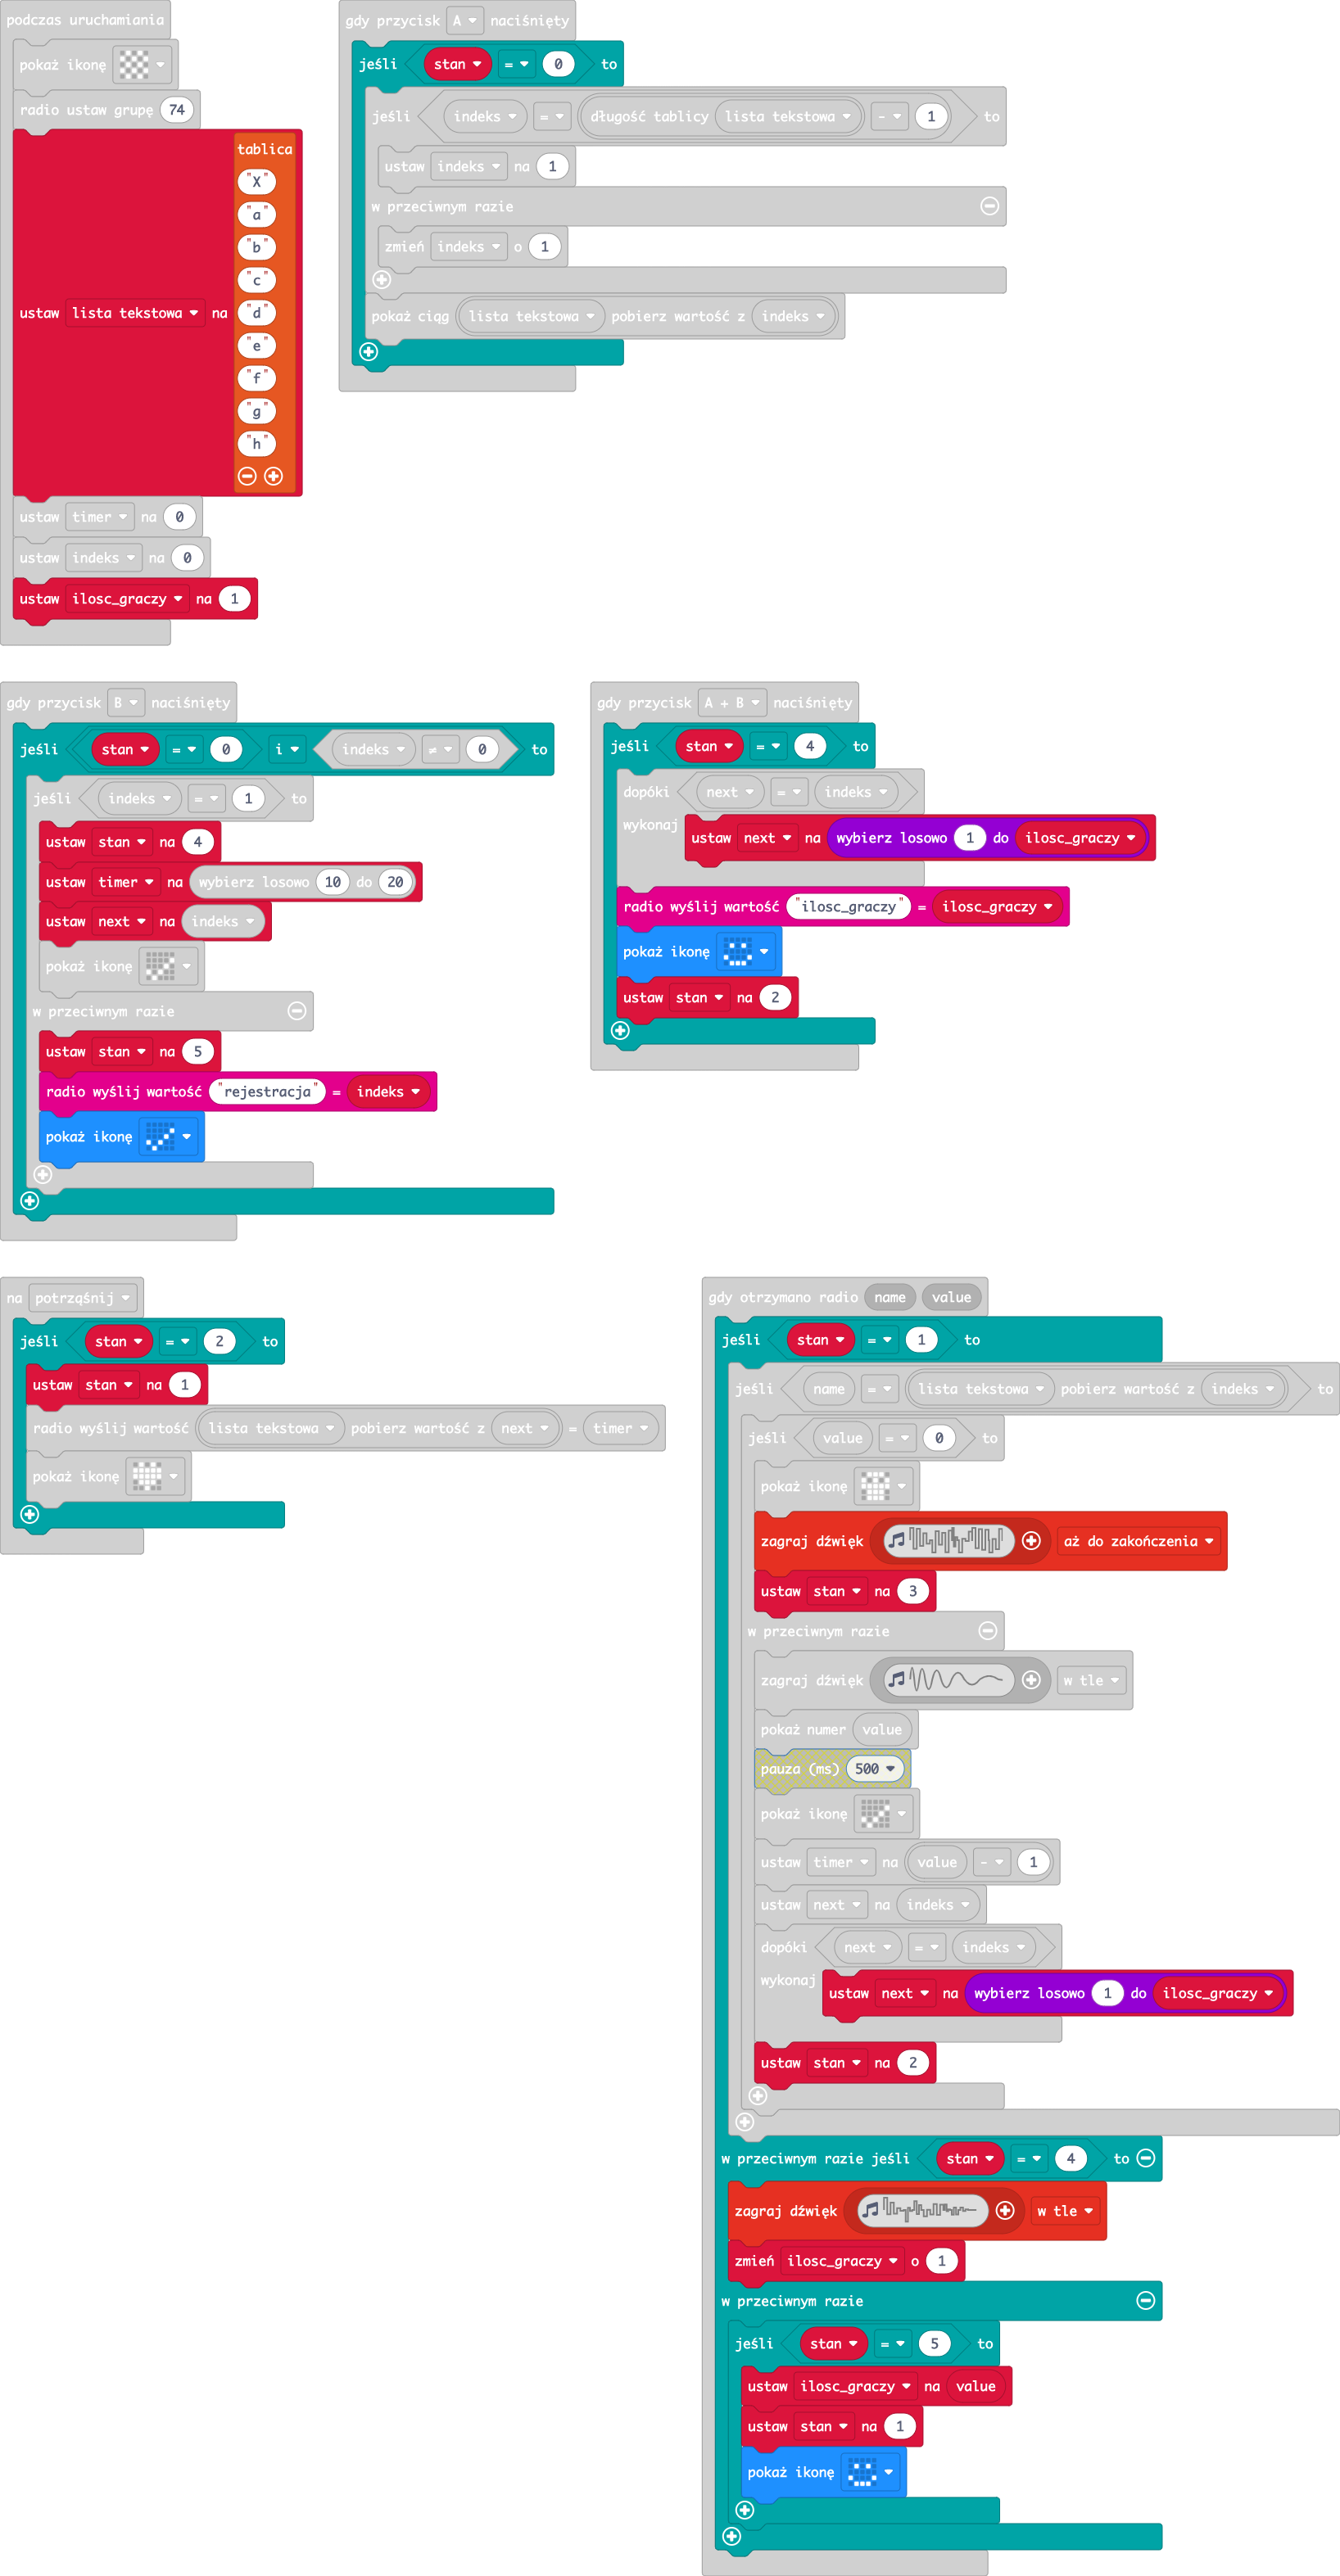 podczas uruchamiania
pokaż ikonę
radio ustaw grupę 74
ustaw lista tekstowa na tablica
"X"
"a"
"b"
"c"
"d"
"e"
"f"
"g"
"h"
ustaw timer na 0
ustaw indeks na 0
ustaw ilosc_graczy na 1
gdy przycisk A naciśnięty
jeśli stan = 0 to
jeśli indeks = długość tablicy lista tekstowa - 1 to
ustaw indeks na 1
w przeciwnym razie
zmień indeks o 1
pokaż ciąg lista tekstowa pobierz wartość z indeks
gdy przycisk B naciśnięty
jeśli stan = 0 i indeks ≠ 0 to
jeśli indeks = 1 to
ustaw stan na 4
ustaw timer na wybierz losowo 10 do 20
ustaw next na indeks
pokaż ikonę
w przeciwnym razie
ustaw stan na 5
radio wyślij wartość "rejestracja" = indeks
pokaż ikonę
gdy przycisk A + B naciśnięty
jeśli stan = 4 to
dopóki next = indeks
wykonaj ustaw next na wybierz losowo 1 do ilosc_graczy
radio wyślij wartość "ilosc_graczy" = ilosc_graczy
pokaż ikonę
ustaw stan na 2
na potrząśnij
jeśli stan = 2 to
ustaw stan na 1
radio wyślij wartość lista tekstowa pobierz wartość z next = timer
pokaż ikonę
gdy otrzymano radio name value
jeśli stan = 1 to
jeśli name = lista tekstowa pobierz wartość z indeks to
jeśli value = 0 to
pokaż ikonę
zagraj dźwięk aż do zakończenia
ustaw stan na 3
w przeciwnym razie
zagraj dźwięk w tle
pokaż numer value
pauza (ms) 500
pokaż ikonę
ustaw timer na value - 1
ustaw next na indeks
dopóki next = indeks
wykonaj ustaw next na wybierz losowo 1 do ilosc_graczy
ustaw stan na 2
w przeciwnym razie jeśli stan = 4 to
zagraj dźwięk w tle
zmień ilosc_graczy o 1
w przeciwnym razie
jeśli stan = 5 to
ustaw ilosc_graczy na value
ustaw stan na 1
pokaż ikonę